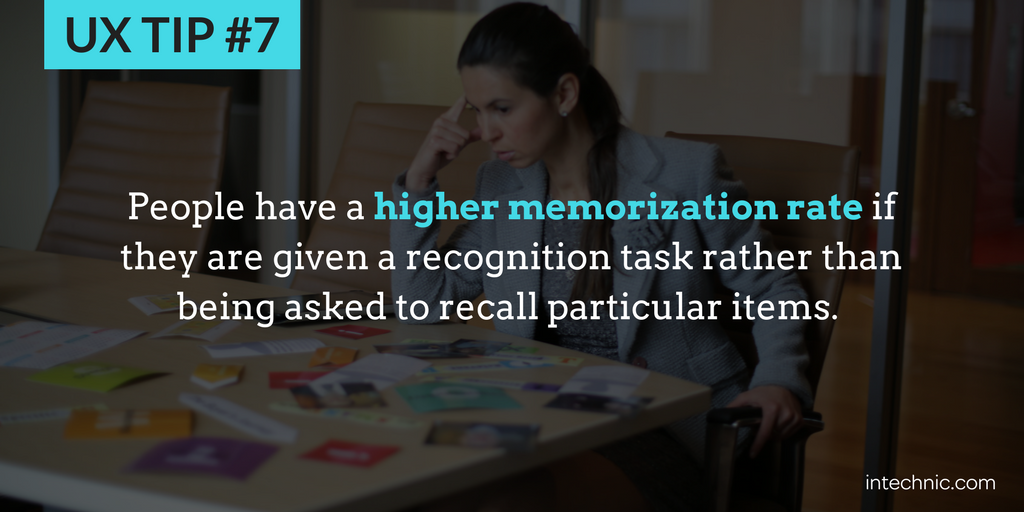 UX TIP #7
People have a higher memorization rate if
they are given a recognition task rather than
being asked to recall particular items.
intechnic.com